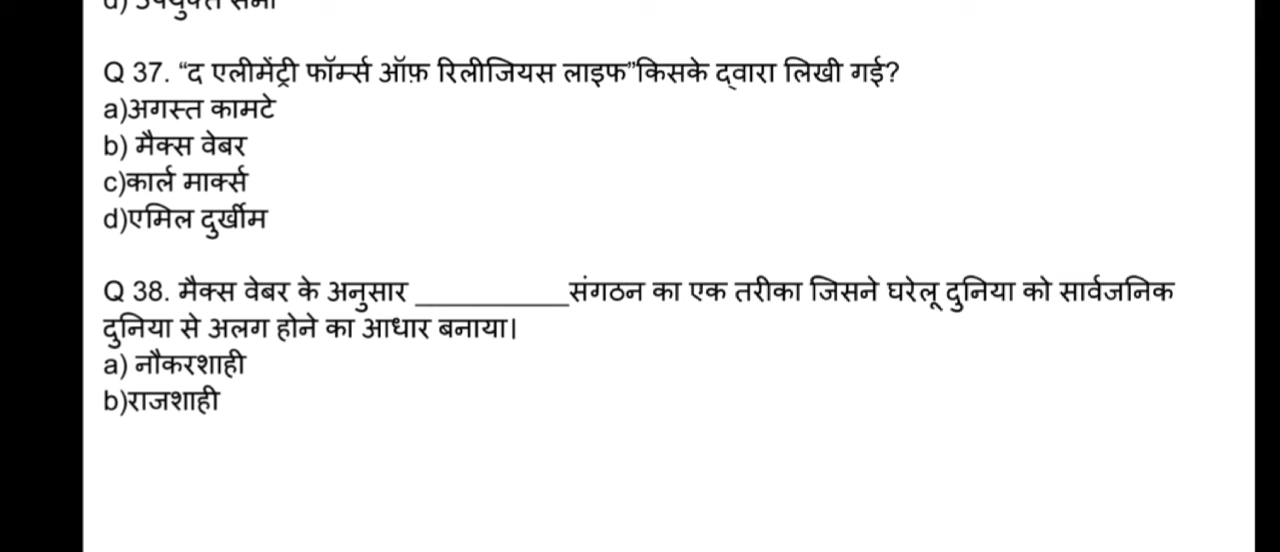 Q 37. “द एलीमेंट्री फॉर्म्स ऑफ़ रिलीजियस लाइफ”किसके द्वारा लिखी गई?
a)अगस्त कामटे
b) मैक्स वेबर
c)कार्ल मार्क्स
d)एमिल दुर्खीम
Q 38. मैक्स वेबर के अनुसार __________संगठन का एक तरीका जिसने घरेलू दुनिया को सार्वजनिक
दुनिया से अलग होने का आधार बनाया।
a) नौकरशाही
b)राजशाही